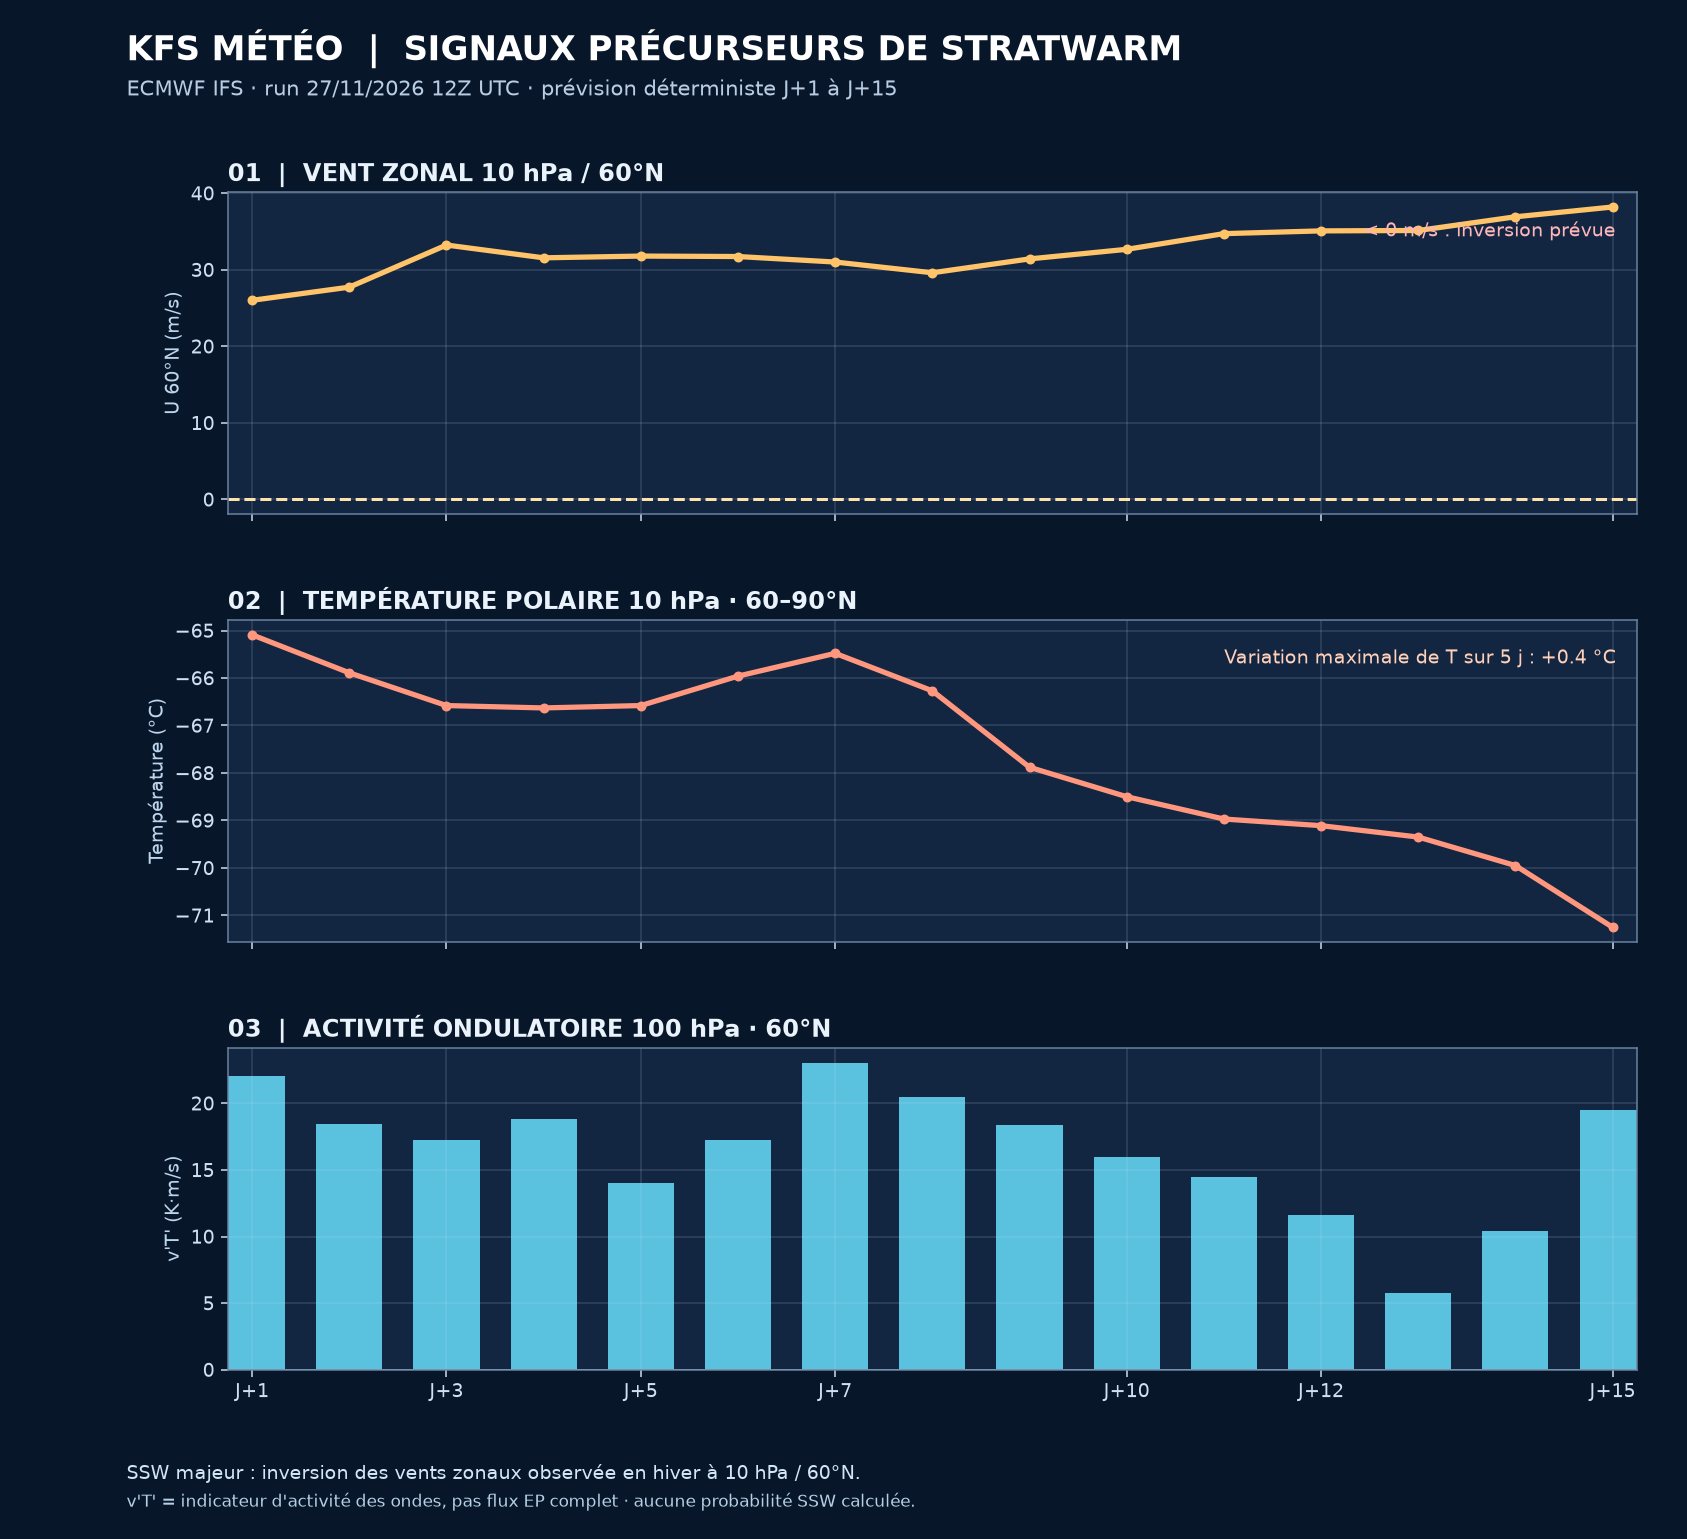 KFS MÉTÉO | SIGNAUX PRÉCURSEURS DE STRATWARM
ECMWF IFS · run 27/11/2026 12Z UTC · prévision déterministe J+1 à J+15
01 | VENT ZONAL 10 hPa / 60°N
40
30
20
10
0
U 60°N (m/s)
< 0 m/s : inversion prévue
02 | TEMPÉRATURE POLAIRE 10 hPa · 60–90°N
−65
−66
−67
−68
−69
−70
−71
Température (°C)
Variation maximale de T sur 5 j : +0.4 °C
03 | ACTIVITÉ ONDULATOIRE 100 hPa · 60°N
20
15
10
5
0
v'T' (K·m/s)
J+1 J+3 J+5 J+7 J+10 J+12 J+15
SSW majeur : inversion des vents zonaux observée en hiver à 10 hPa / 60°N.
v'T' = indicateur d'activité des ondes, pas flux EP complet · aucune probabilité SSW calculée.